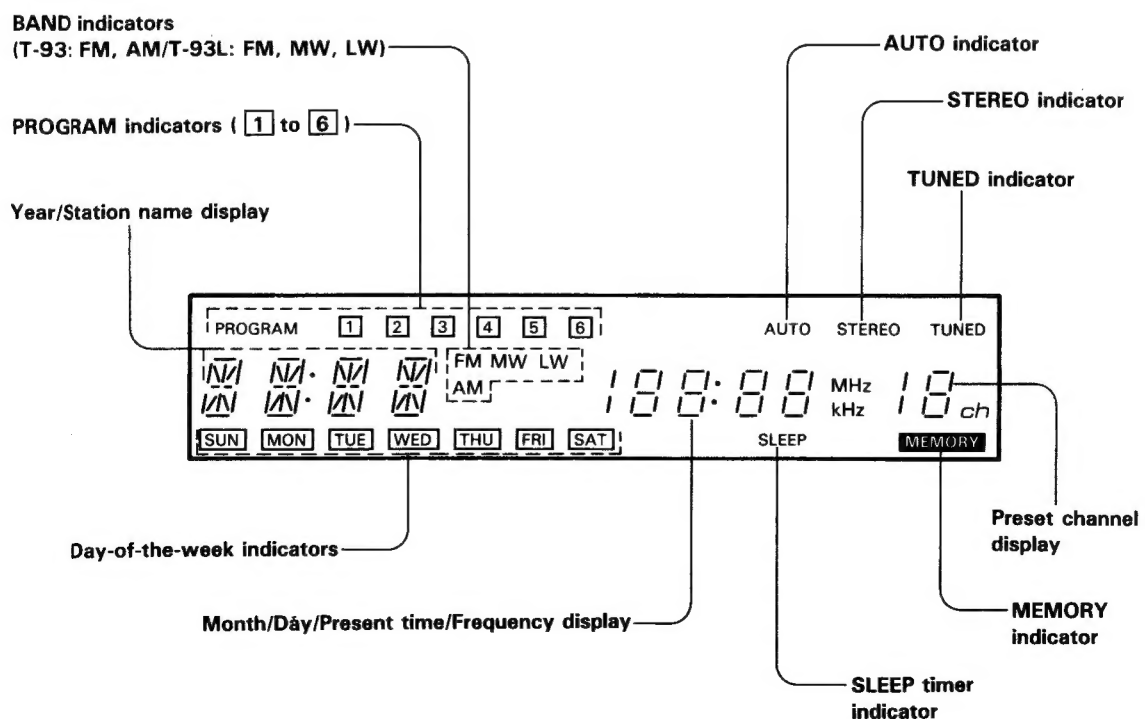 BAND indicators
(T-93: FM, AM/T-93L: FM, MW, LW)
AUTO indicator
STEREO indicator
PROGRAM indicators ( 1 to 6 )
TUNED indicator
Year/Station name display
PROGRAM 1 2 3 4 5 6
AUTO STEREO TUNED
FM MW LW
AM
188:88
MHz
kHz
18 ch
SUN MON TUE WED THU FRI SAT
SLEEP
MEMORY
Preset channel
display
Day-of-the-week indicators
Month/Day/Present time/Frequency display
MEMORY
indicator
SLEEP timer
indicator